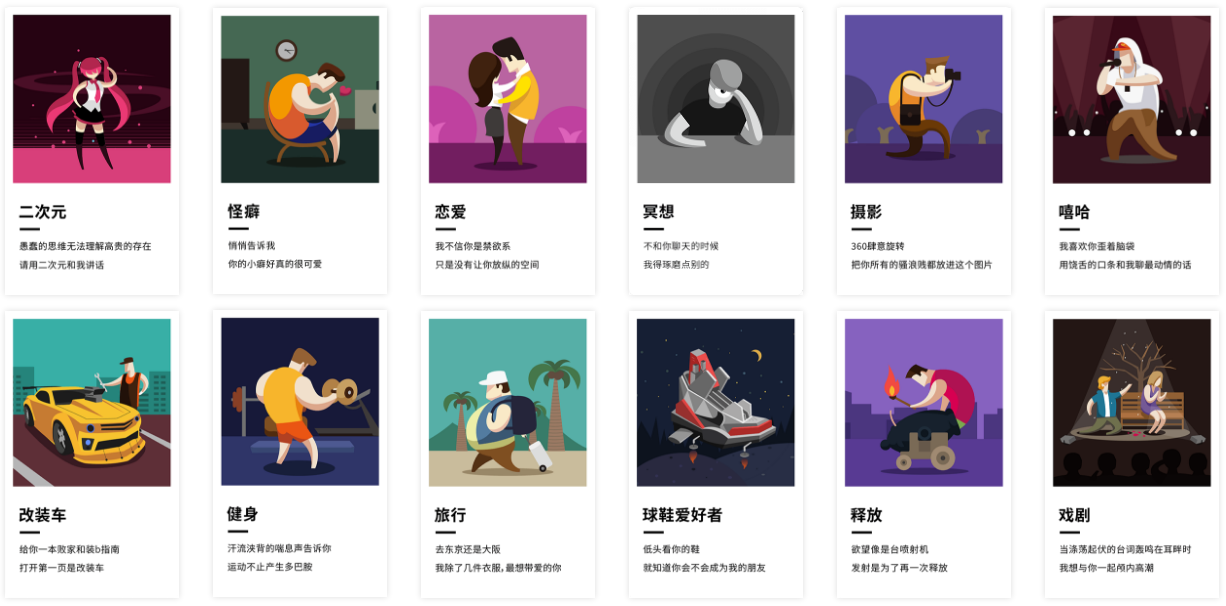 二次元
愚蠢的思维无法理解高贵的存在
请用二次元和我讲话
怪癖
悄悄告诉我
你的小癖好真的很可爱
恋爱
我不信你是禁欲系
只是没有让你放纵的空间
冥想
不和你聊天的时候
我得琢磨点别的
摄影
360肆意旋转
把你所有的骚浪贱都放进这个图片
嘻哈
我喜欢你歪着脑袋
用饶舌的口条和我聊最动情的话
改装车
给你一本败家和装b指南
打开第一页是改装车
健身
汗流浃背的喘息声告诉你
运动不止产生多巴胺
旅行
去东京还是大阪
我除了几件衣服,最想带爱的你
球鞋爱好者
低头看你的鞋
就知道你会不会成为我的朋友
释放
欲望像是台喷射机
发射是为了再一次释放
戏剧
当涤荡起伏的台词轰鸣在耳畔时
我想与你一起颅内高潮